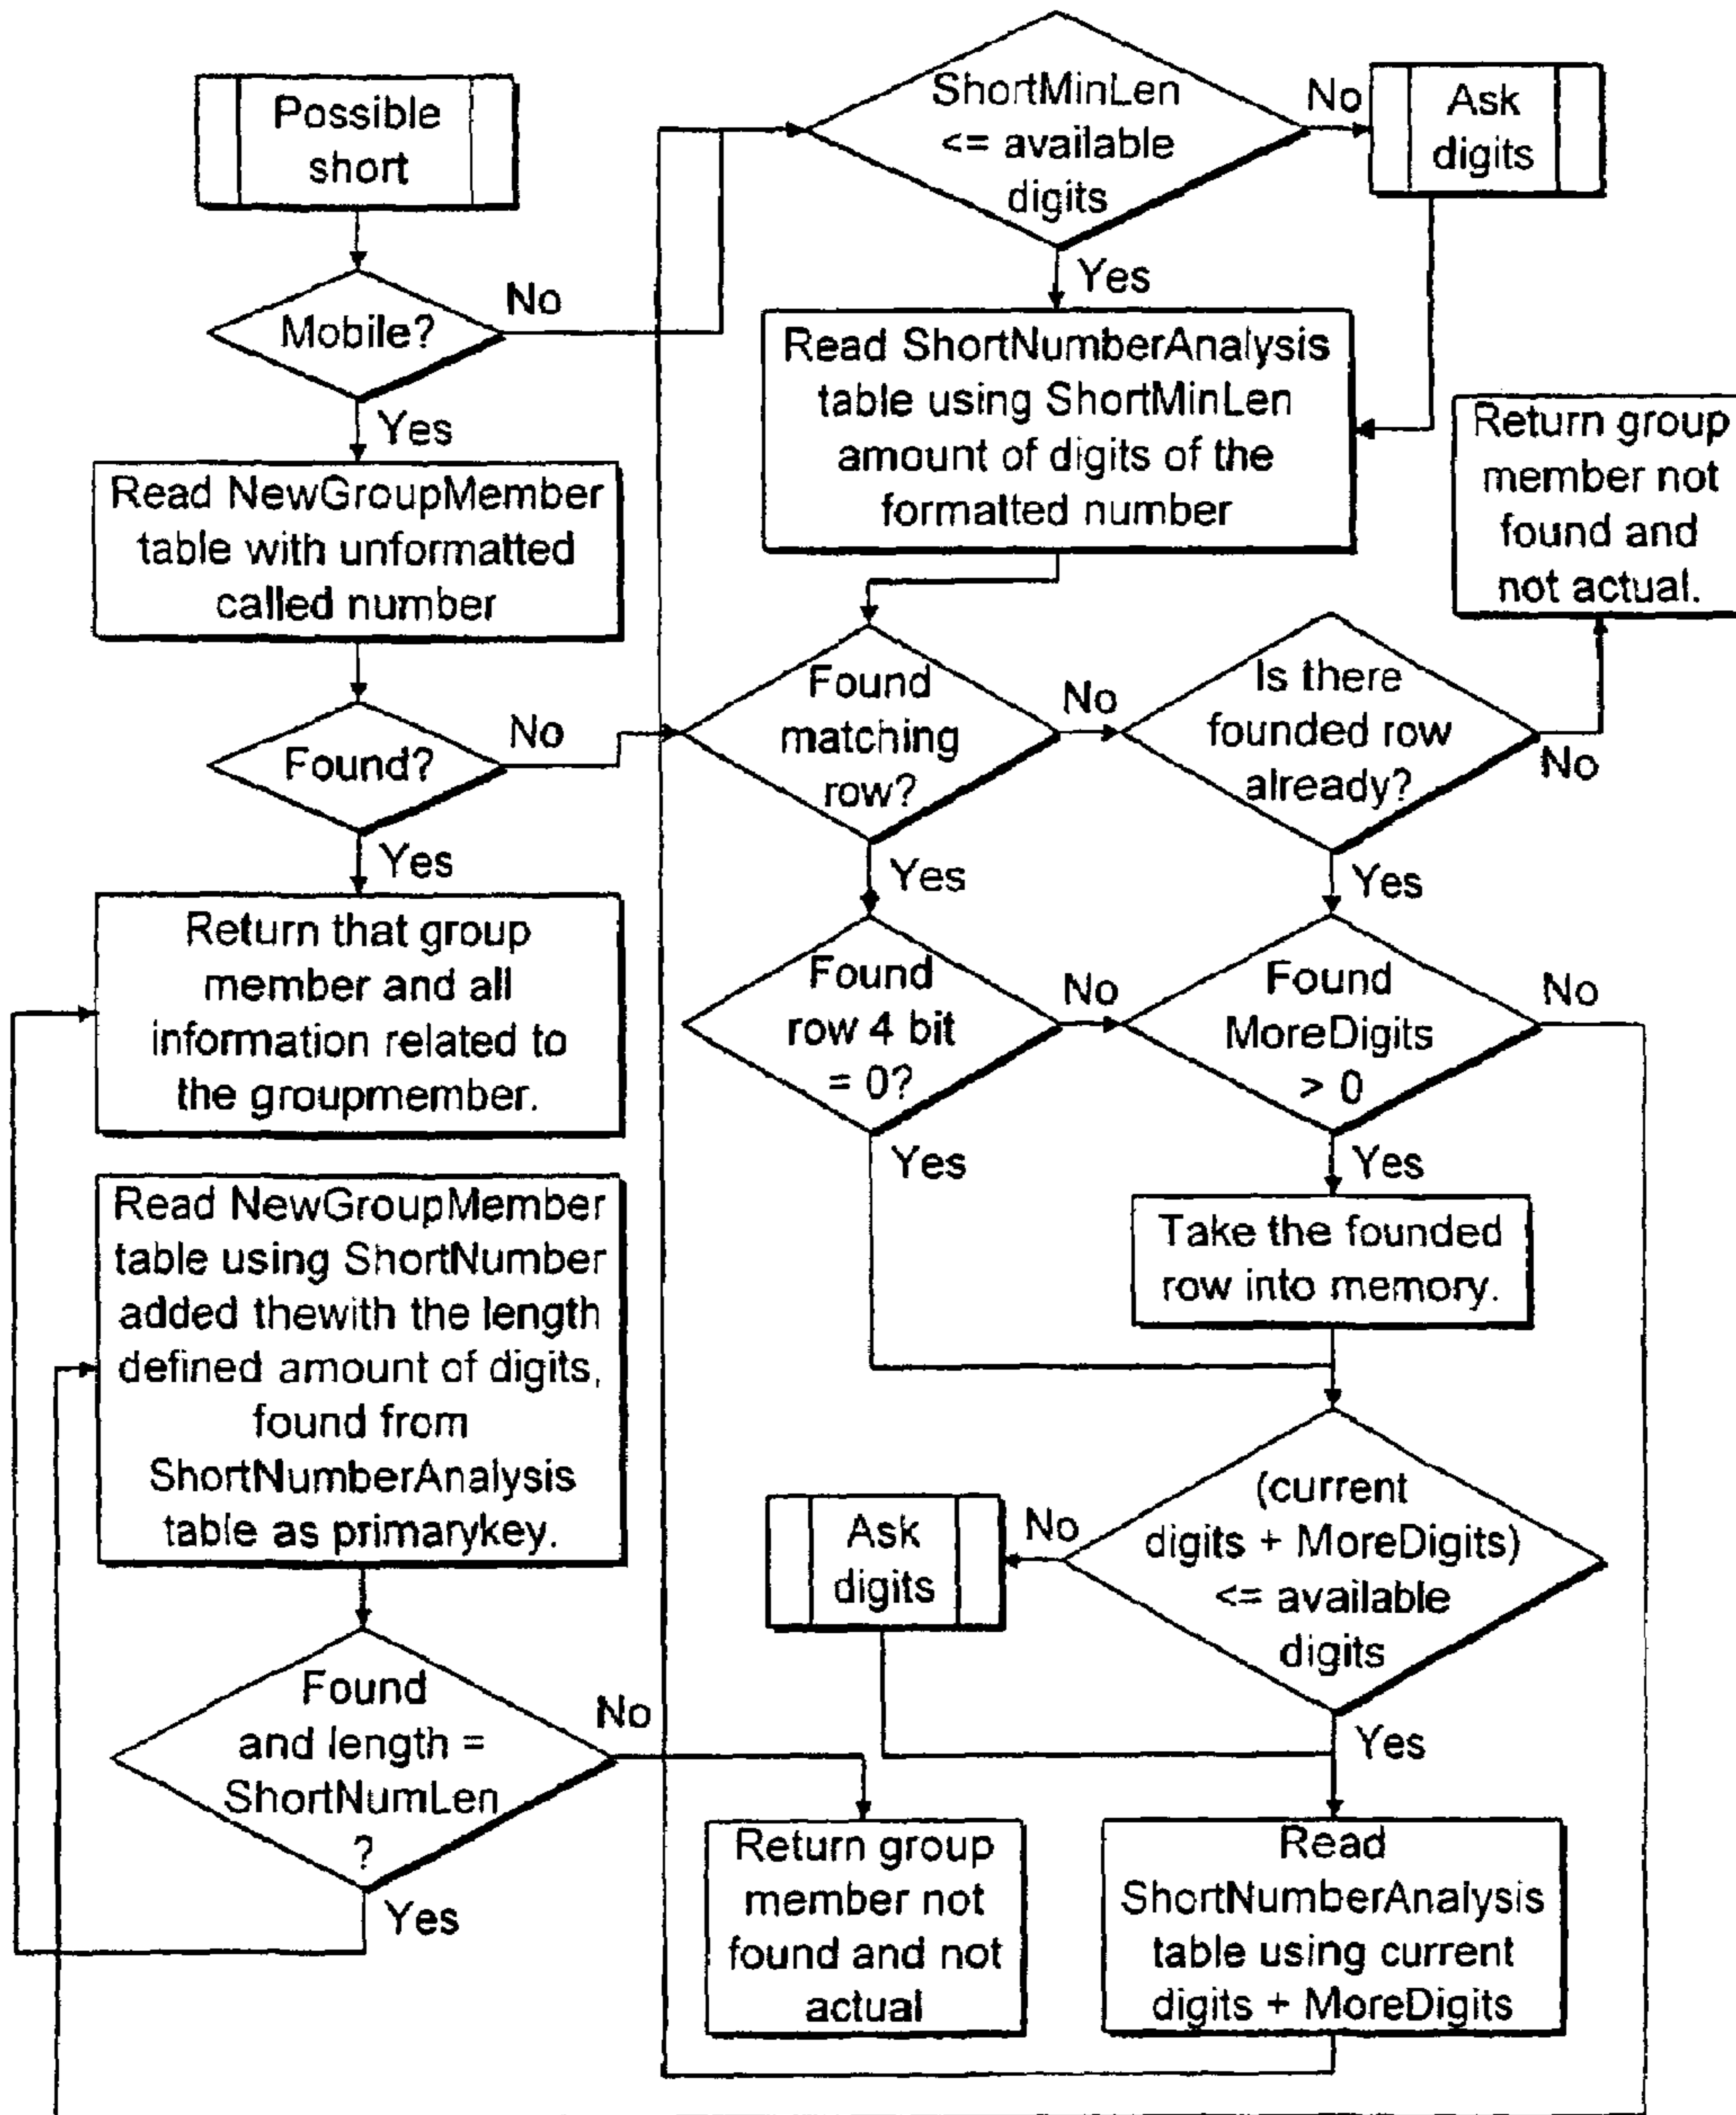 Possible
short
Mobile?
No
Yes
Read NewGroupMember
table with unformatted
called number
Found?
No
Yes
Return that group
member and all
information related to
the groupmember.
Read NewGroupMember
table using ShortNumber
added thewith the length
defined amount of digits,
found from
ShortNumberAnalysis
table as primarykey.
Found
and length =
ShortNumLen
?
No
Yes
Return group
member not
found and not
actual
ShortMinLen
<= available
digits
No
Ask
digits
Yes
Read ShortNumberAnalysis
table using ShortMinLen
amount of digits of the
formatted number
Return group
member not
found and
not actual.
Found
matching
row?
No
Is there
founded row
already?
No
Yes
Yes
Found
row 4 bit
= 0?
No
Found
MoreDigits
> 0
No
Yes
Yes
Take the founded
row into memory.
(current
digits + MoreDigits)
<= available
digits
No
Ask
digits
Yes
Read
ShortNumberAnalysis
table using current
digits + MoreDigits